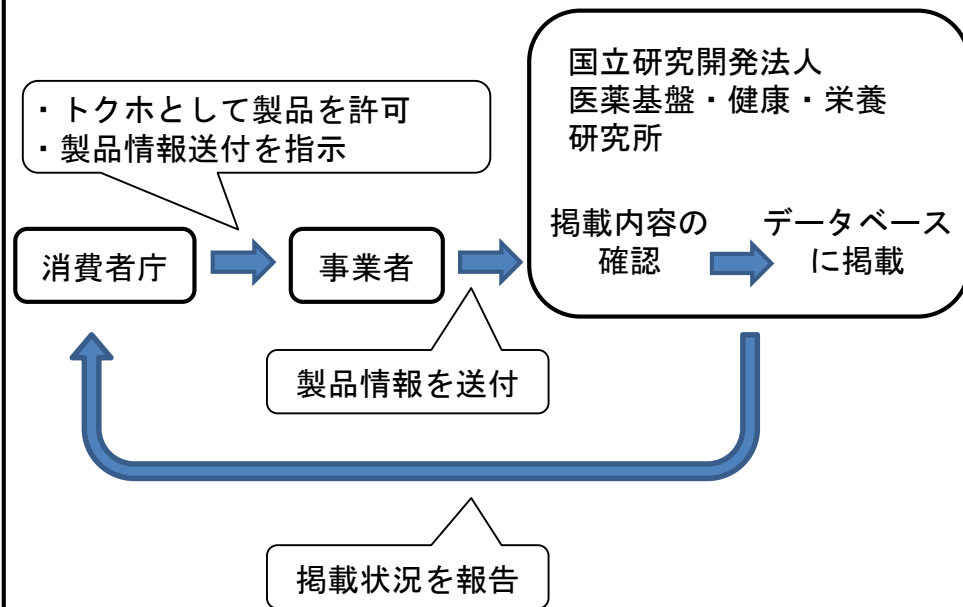 国立研究開発法人
医薬基盤・健康・栄養
研究所
・トクホとして製品を許可
・製品情報送付を指示
掲載内容の
確認
データベース
に掲載
消費者庁
事業者
製品情報を送付
掲載状況を報告